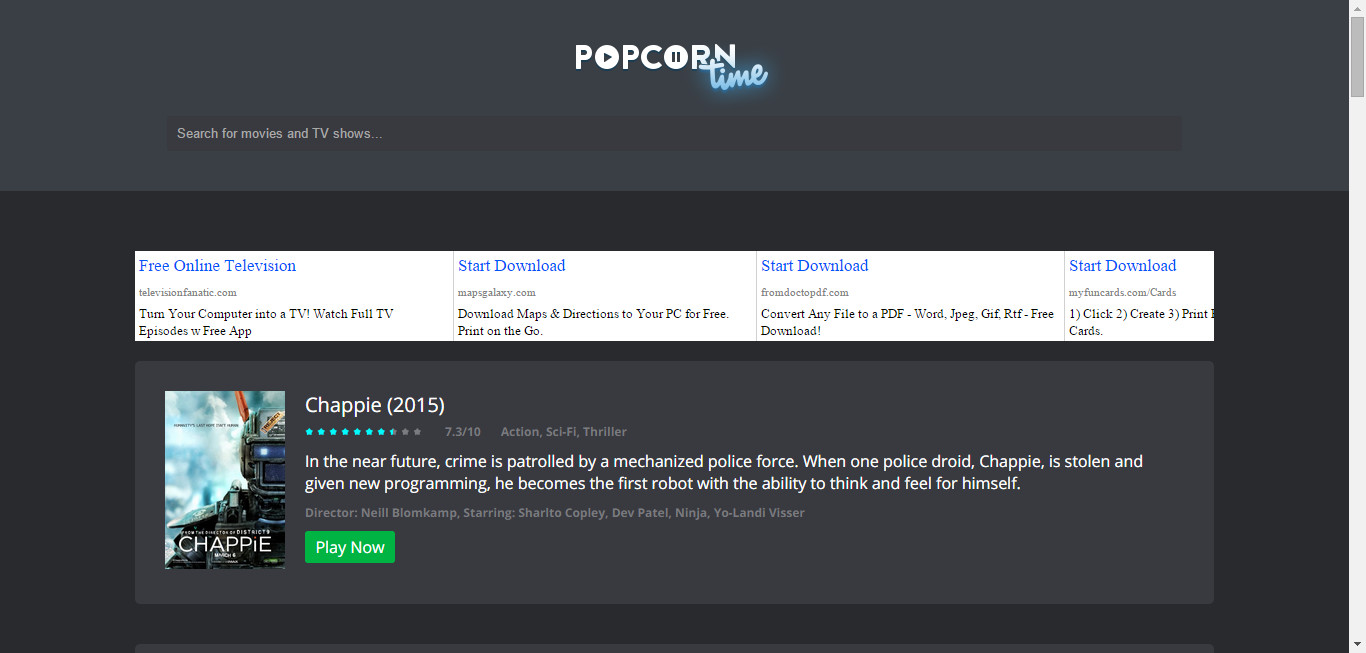 POPCORN
time
Search for movies and TV shows...
Free Online Television
televisionfanatic.com
Turn Your Computer into a TV! Watch Full TV
Episodes w Free App
Start Download
mapsgalaxy.com
Download Maps & Directions to Your PC for Free.
Print on the Go.
Start Download
fromdoctopdf.com
Convert Any File to a PDF - Word, Jpeg, Gif, Rtf - Free
Download!
Start Download
myfuncards.com/Cards
1) Click 2) Create 3) Print
Cards.
HUMANITY'S LAST HOPE ISN'T HUMAN
FROM THE DIRECTOR OF DISTRICT 9
CHAPPiE
MARCH 6
Chappie (2015)
7.3/10 Action, Sci-Fi, Thriller
In the near future, crime is patrolled by a mechanized police force. When one police droid, Chappie, is stolen and
given new programming, he becomes the first robot with the ability to think and feel for himself.
Director: Neill Blomkamp, Starring: Sharlto Copley, Dev Patel, Ninja, Yo-Landi Visser
Play Now